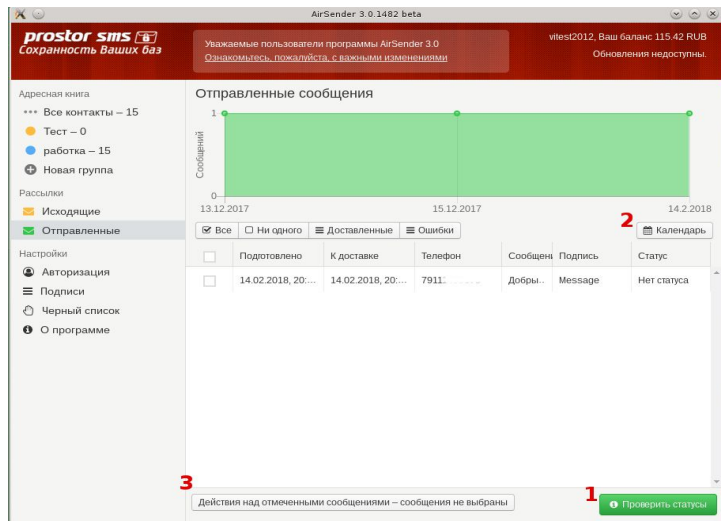 AirSender 3.0.1482 beta
prostor sms
Сохранность Ваших баз
Уважаемые пользователи программы AirSender 3.0
Ознакомьтесь, пожалуйста, с важными изменениями
vitest2012, Ваш баланс 115.42 RUB
Обновления недоступны.
Адресная книга
Все контакты – 15
Тест – 0
работка – 15
Новая группа
Рассылки
Исходящие
Отправленные
Настройки
Авторизация
Подписи
Черный список
О программе
Отправленные сообщения
Сообщений
1
0
13.12.2017 15.12.2017 14.2.2018
Все Ни одного Доставленные Ошибки
2 Календарь
Подготовлено К доставке Телефон Сообщень Подпись Статус
14.02.2018, 20:... 14.02.2018, 20:... 7911 Добры.. Message Нет статуса
3
Действия над отмеченными сообщениями – сообщения не выбраны
1 Проверить статусы